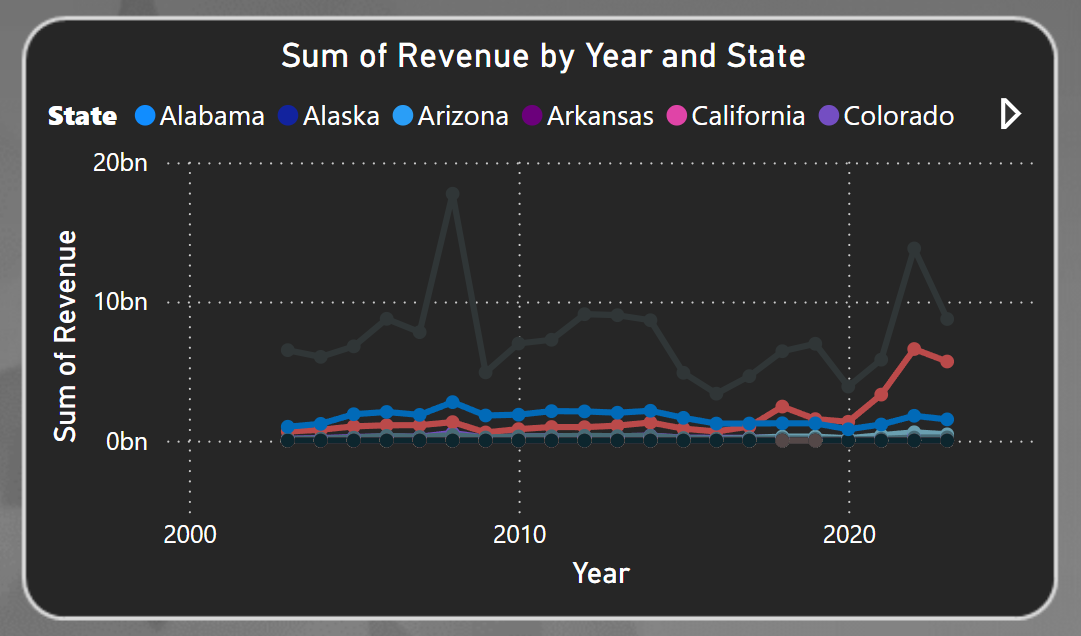 Sum of Revenue by Year and State
State Alabama Alaska Arizona Arkansas California Colorado
20bn
10bn
0bn
Sum of Revenue
2000 2010 2020
Year